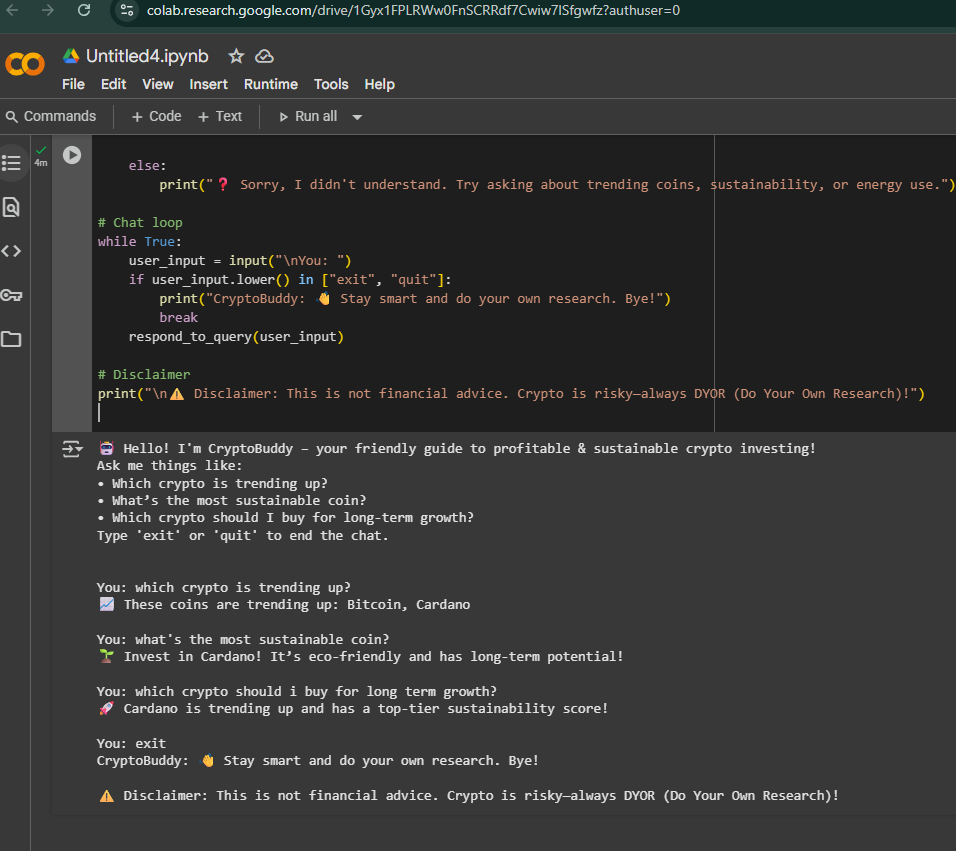 colab.research.google.com/drive/1Gyx1FPLRWw0FnSCRRdf7Cwiw7lSfgwfz?authuser=0
Untitled4.ipynb
File Edit View Insert Runtime Tools Help
Commands + Code + Text Run all
4m
else:
print("❓ Sorry, I didn't understand. Try asking about trending coins, sustainability, or energy use.")
# Chat loop
while True:
user_input = input("\nYou: ")
if user_input.lower() in ["exit", "quit"]:
print("CryptoBuddy: 👋 Stay smart and do your own research. Bye!")
break
respond_to_query(user_input)
# Disclaimer
print("\n⚠️ Disclaimer: This is not financial advice. Crypto is risky—always DYOR (Do Your Own Research)!")
🤖 Hello! I'm CryptoBuddy – your friendly guide to profitable & sustainable crypto investing!
Ask me things like:
• Which crypto is trending up?
• What’s the most sustainable coin?
• Which crypto should I buy for long-term growth?
Type 'exit' or 'quit' to end the chat.
You: which crypto is trending up?
📈 These coins are trending up: Bitcoin, Cardano
You: what's the most sustainable coin?
🌱 Invest in Cardano! It’s eco-friendly and has long-term potential!
You: which crypto should i buy for long term growth?
🚀 Cardano is trending up and has a top-tier sustainability score!
You: exit
CryptoBuddy: 👋 Stay smart and do your own research. Bye!
⚠️ Disclaimer: This is not financial advice. Crypto is risky—always DYOR (Do Your Own Research)!